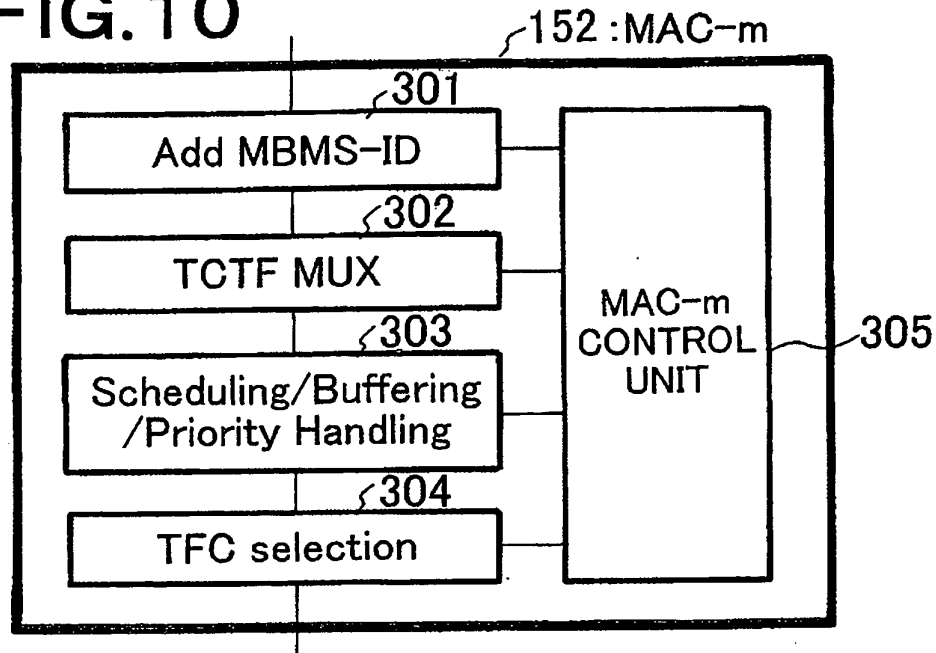 FIG.10
152 : MAC-m
301
Add MBMS-ID
302
TCTF MUX
303
Scheduling/Buffering
/Priority Handling
304
TFC selection
MAC-m
CONTROL
UNIT
305